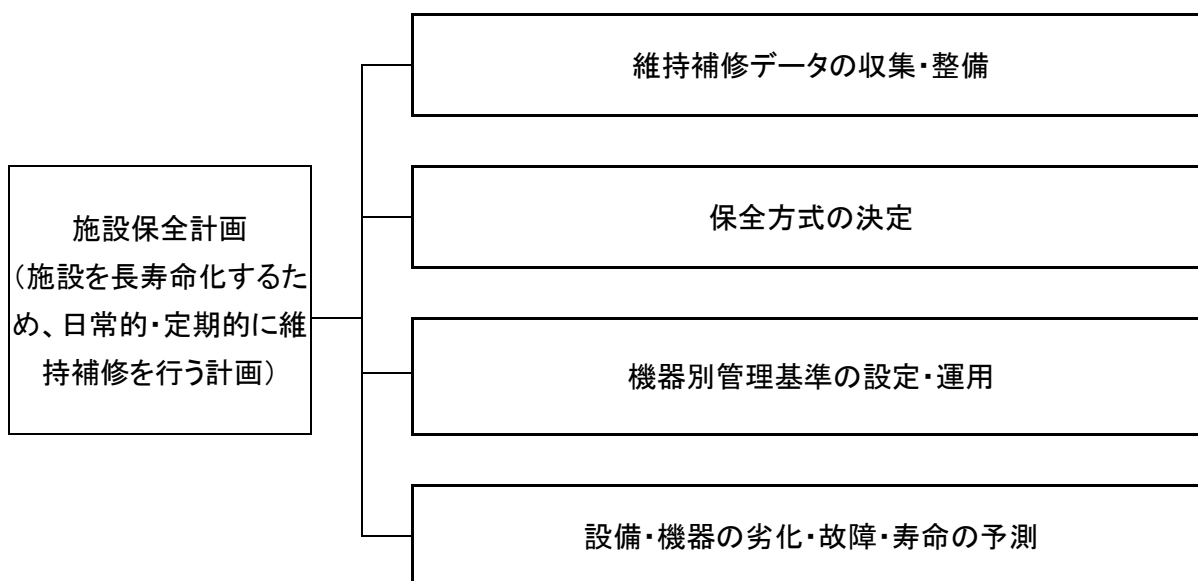 維持補修データの収集・整備
保全方式の決定
施設保全計画
（施設を長寿命化するた
め、日常的・定期的に維
持補修を行う計画）
機器別管理基準の設定・運用
設備・機器の劣化・故障・寿命の予測